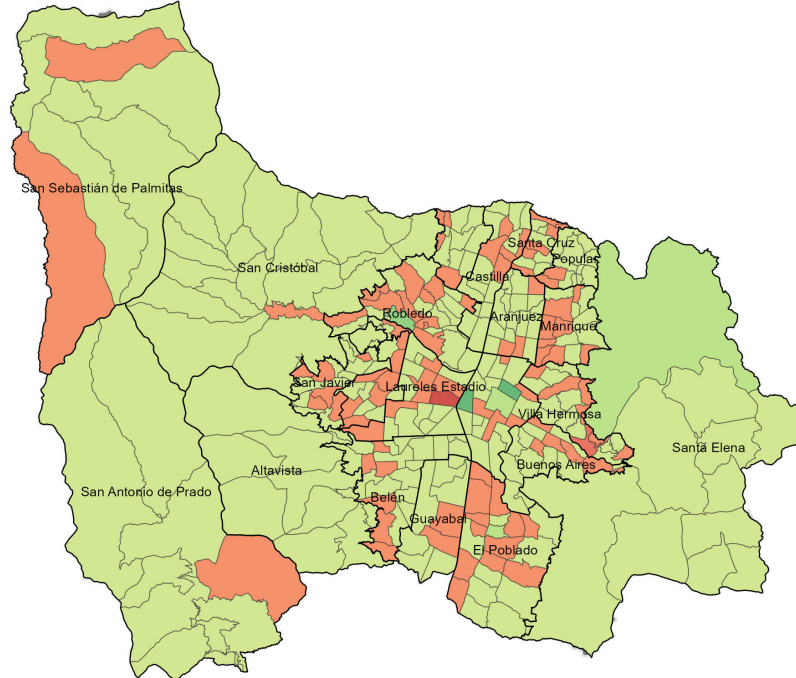 San Sebastián de Palmitas
San Cristóbal
Santa Cruz
Popular
Castilla
Robledo
Aranjuez
Manrique
San Javier
Laureles Estadio
Villa Hermosa
Santa Elena
Altavista
Buenos Aires
San Antonio de Prado
Belén
Guayabal
El Poblado